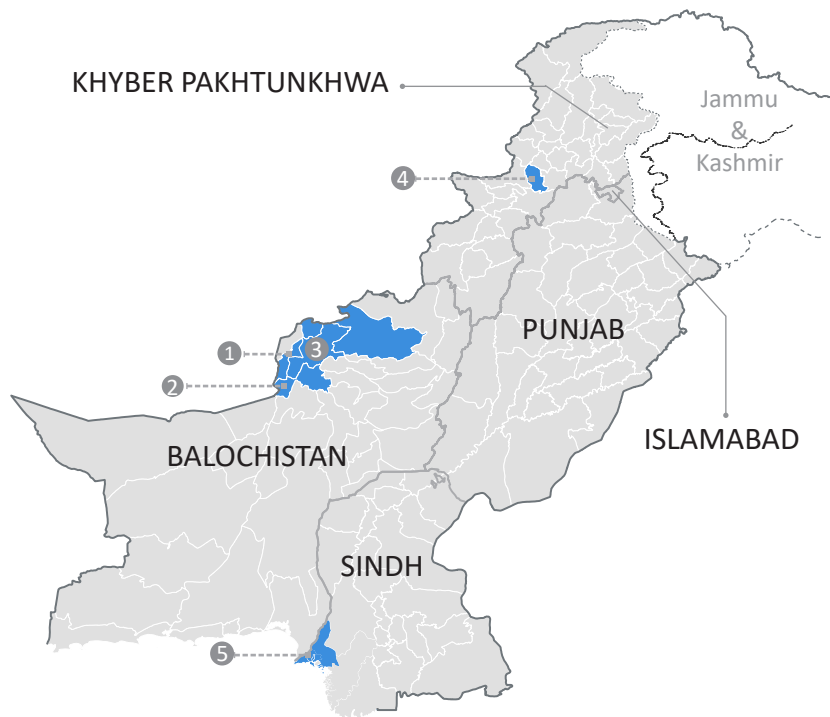 KHYBER PAKHTUNKHWA
Jammu
&
Kashmir
4
PUNJAB
1
3
2
ISLAMABAD
BALOCHISTAN
SINDH
5